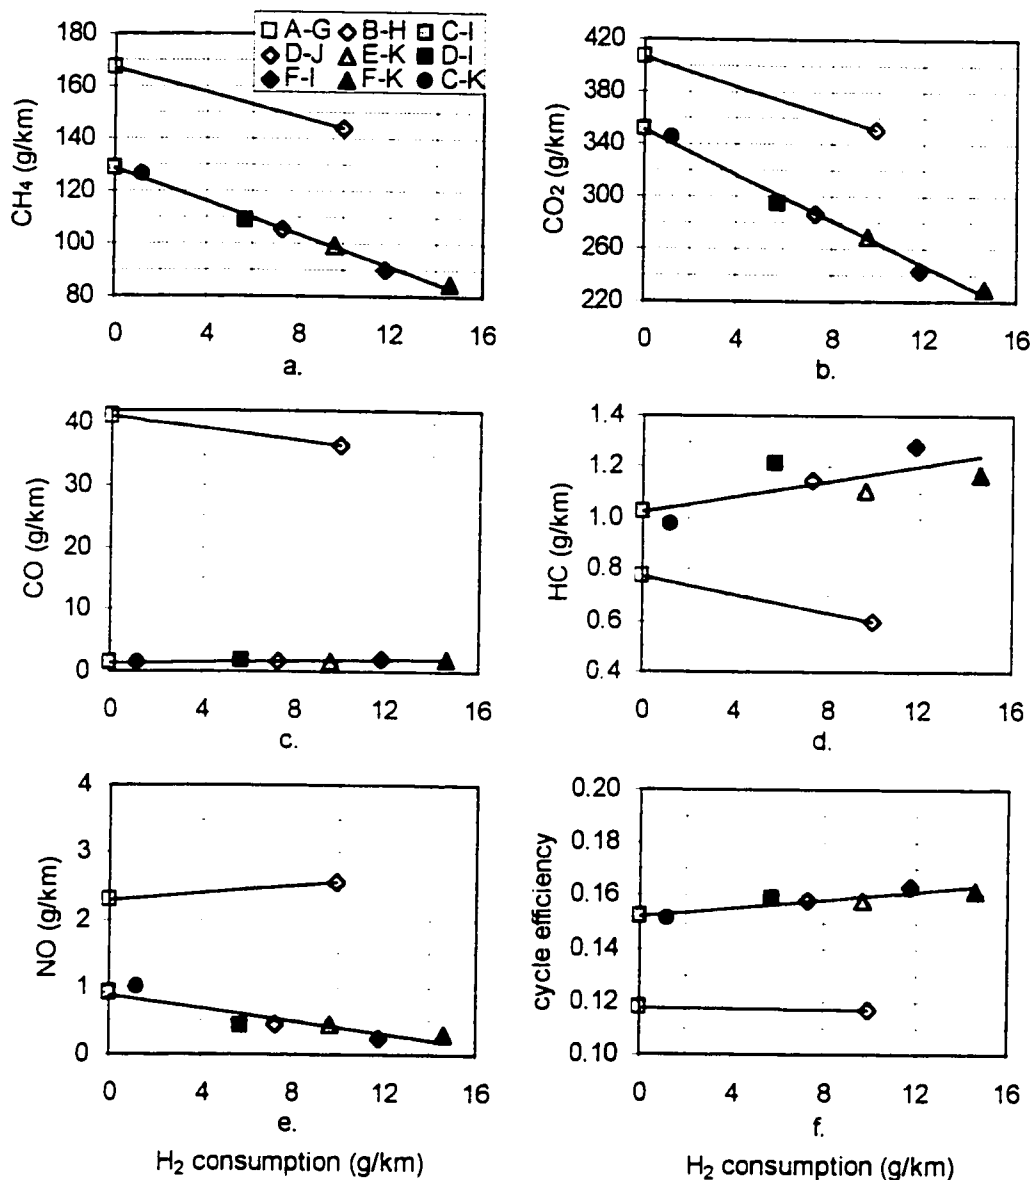 180
160
140
120
100
80
CH₄ (g/km)
A-G B-H C-I
D-J E-K D-I
F-I F-K C-K
0 4 8 12 16
a.
420
380
340
300
260
220
CO₂ (g/km)
0 4 8 12 16
b.
40
30
20
10
0
CO (g/km)
0 4 8 12 16
c.
1.4
1.2
1.0
0.8
0.6
0.4
HC (g/km)
0 4 8 12 16
d.
4
3
2
1
0
NO (g/km)
0 4 8 12 16
e.
H₂ consumption (g/km)
0.20
0.18
0.16
0.14
0.12
0.10
cycle efficiency
0 4 8 12 16
f.
H₂ consumption (g/km)